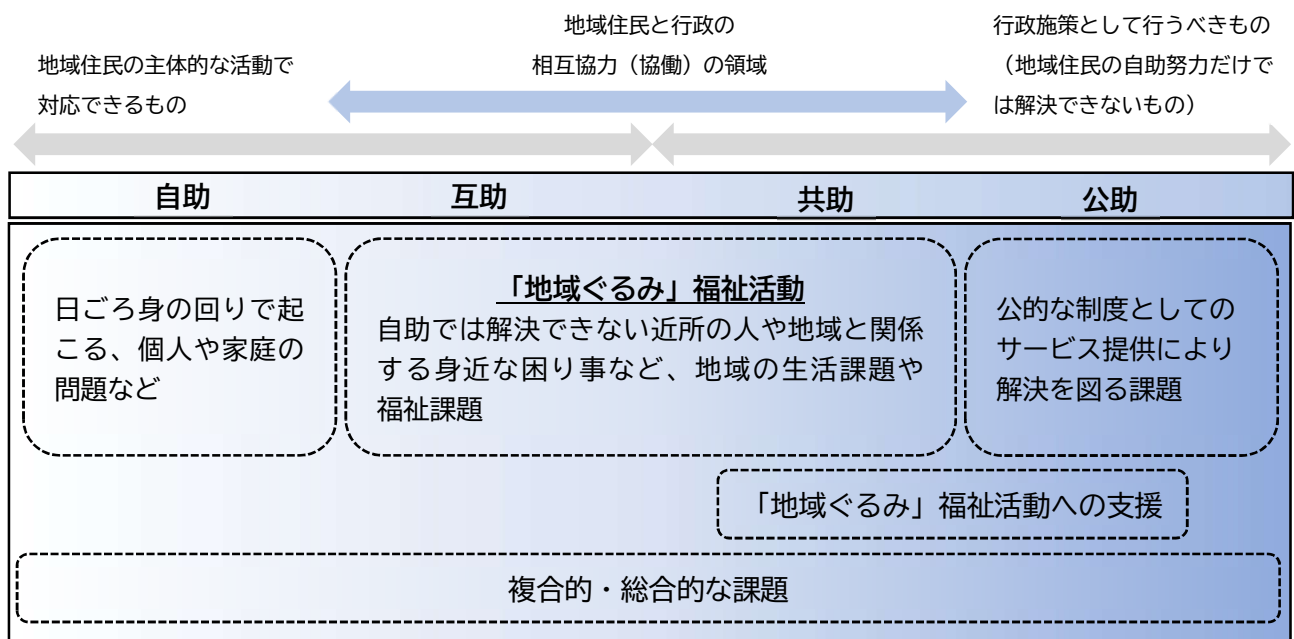 地域住民の主体的な活動で
対応できるもの
地域住民と行政の
相互協力（協働）の領域
行政施策として行うべきもの
（地域住民の自助努力だけで
は解決できないもの）
自助
互助
共助
公助
日ごろ身の回りで起
こる、個人や家庭の
問題など
「地域ぐるみ」福祉活動
自助では解決できない近所の人や地域と関係
する身近な困り事など、地域の生活課題や
福祉課題
公的な制度としての
サービス提供により
解決を図る課題
「地域ぐるみ」福祉活動への支援
複合的・総合的な課題